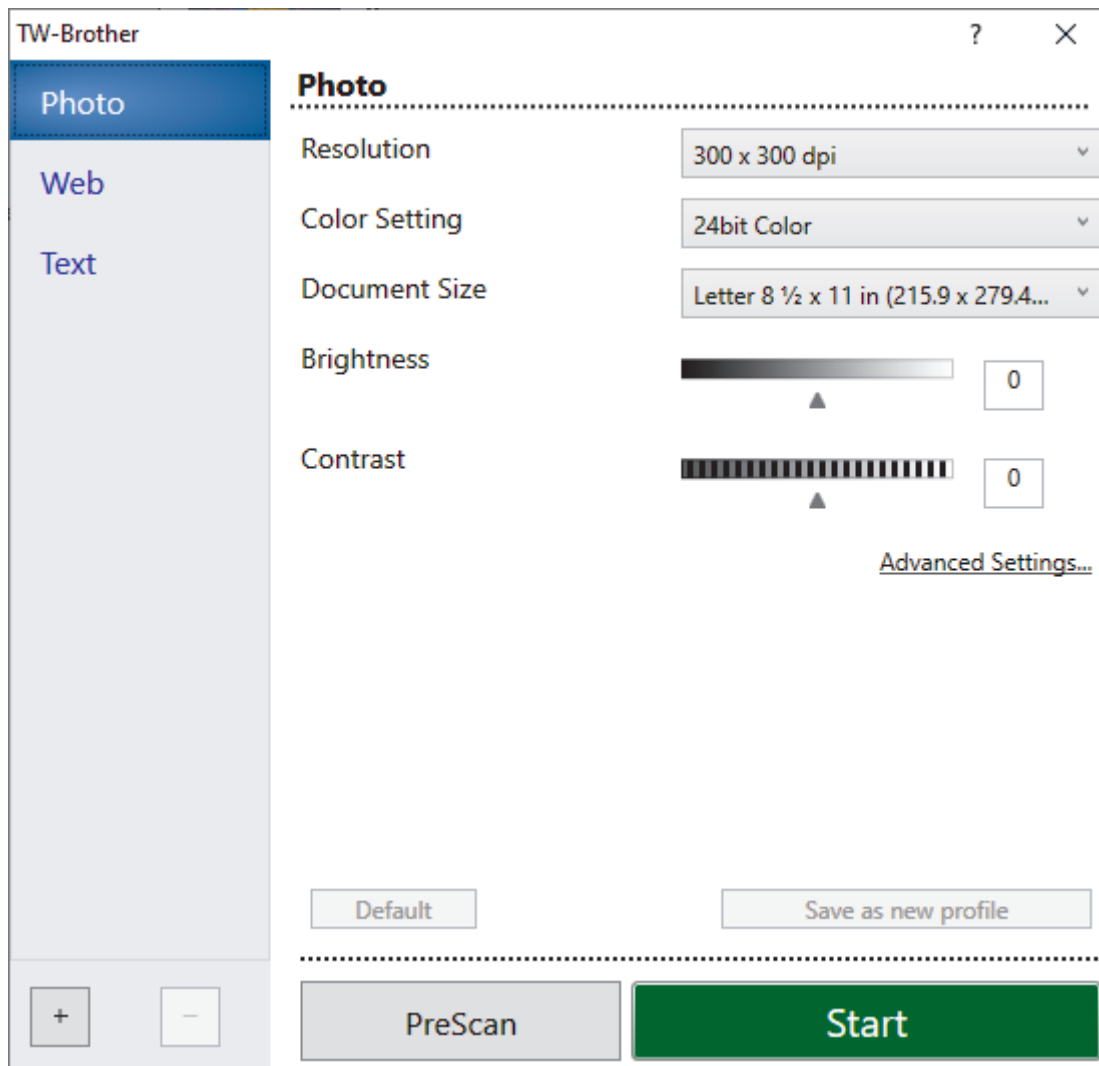 TW-Brother
?
Photo
Web
Text
+
−
Photo
Resolution
300 x 300 dpi
Color Setting
24bit Color
Document Size
Letter 8 ½ x 11 in (215.9 x 279.4...
Brightness
0
Contrast
0
Advanced Settings...
Default
Save as new profile
PreScan
Start